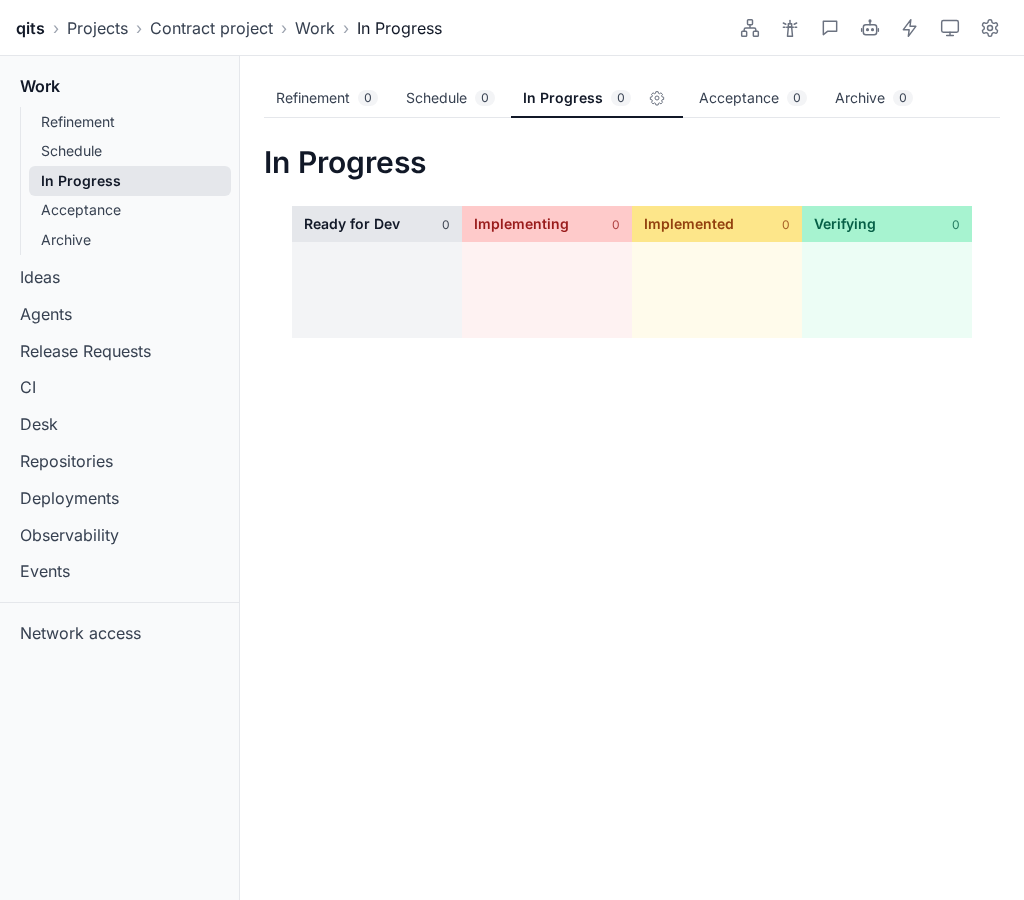 qits › Projects › Contract project › Work › In Progress
Work
Refinement
Schedule
In Progress
Acceptance
Archive
Ideas
Agents
Release Requests
CI
Desk
Repositories
Deployments
Observability
Events
Network access
Refinement 0 Schedule 0 In Progress 0 Acceptance 0 Archive 0
In Progress
Ready for Dev 0 Implementing 0 Implemented 0 Verifying 0